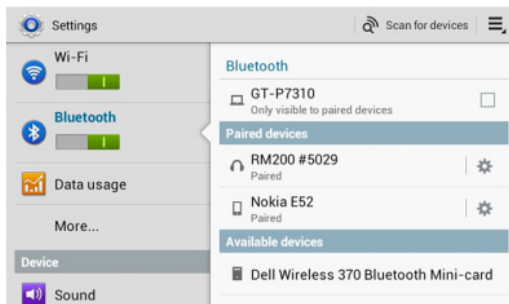 Settings
Scan for devices
Wi-Fi
Bluetooth
Data usage
More...
Device
Sound
Bluetooth
GT-P7310
Only visible to paired devices
Paired devices
RM200 #5029
Paired
Nokia E52
Paired
Available devices
Dell Wireless 370 Bluetooth Mini-card